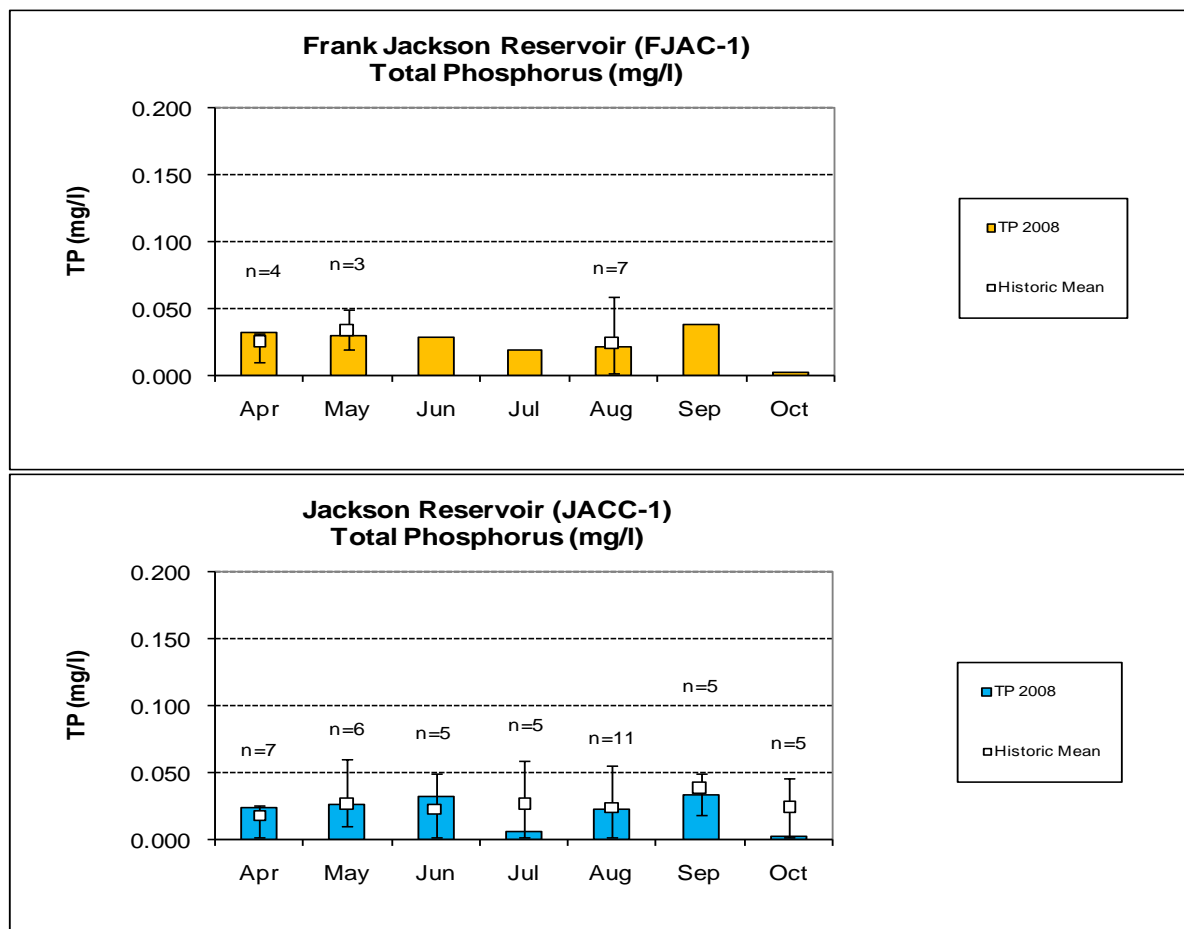 Frank Jackson Reservoir (FJAC-1)
Total Phosphorus (mg/l)
TP (mg/l)
0.200
0.150
0.100
0.050
0.000
n=4
n=3
n=7
Apr May Jun Jul Aug Sep Oct
TP 2008
Historic Mean
Jackson Reservoir (JACC-1)
Total Phosphorus (mg/l)
TP (mg/l)
0.200
0.150
0.100
0.050
0.000
n=7
n=6
n=5
n=5
n=11
n=5
n=5
Apr May Jun Jul Aug Sep Oct
TP 2008
Historic Mean